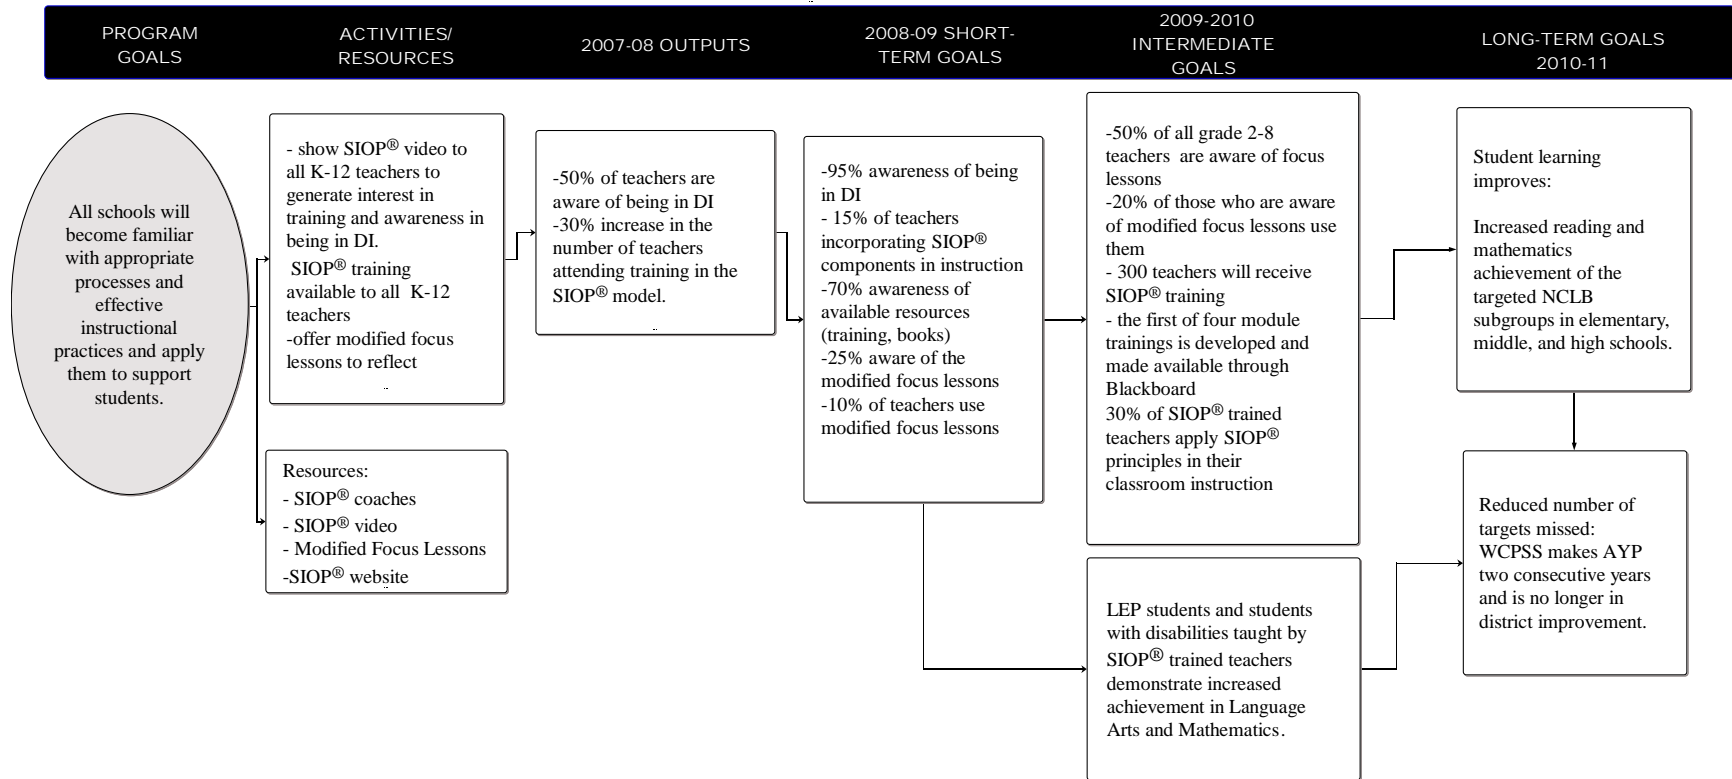 PROGRAM
GOALS
ACTIVITIES/
RESOURCES
2007-08 OUTPUTS
2008-09 SHORT-
TERM GOALS
2009-2010
INTERMEDIATE
GOALS
LONG-TERM GOALS
2010-11
All schools will
become familiar
with appropriate
processes and
effective
instructional
practices and apply
them to support
students.
- show SIOP® video to
all K-12 teachers to
generate interest in
training and awareness in
being in DI.
SIOP® training
available to all K-12
teachers
-offer modified focus
lessons to reflect
Resources:
- SIOP® coaches
- SIOP® video
- Modified Focus Lessons
-SIOP® website
-50% of teachers are
aware of being in DI
-30% increase in the
number of teachers
attending training in the
SIOP® model.
-95% awareness of being
in DI
- 15% of teachers
incorporating SIOP®
components in instruction
-70% awareness of
available resources
(training, books)
-25% aware of the
modified focus lessons
-10% of teachers use
modified focus lessons
-50% of all grade 2-8
teachers are aware of focus
lessons
-20% of those who are aware
of modified focus lessons use
them
- 300 teachers will receive
SIOP® training
- the first of four module
trainings is developed and
made available through
Blackboard
30% of SIOP® trained
teachers apply SIOP®
principles in their
classroom instruction
LEP students and students
with disabilities taught by
SIOP® trained teachers
demonstrate increased
achievement in Language
Arts and Mathematics.
Student learning
improves:
Increased reading and
mathematics
achievement of the
targeted NCLB
subgroups in elementary,
middle, and high schools.
Reduced number of
targets missed:
WCPSS makes AYP
two consecutive years
and is no longer in
district improvement.